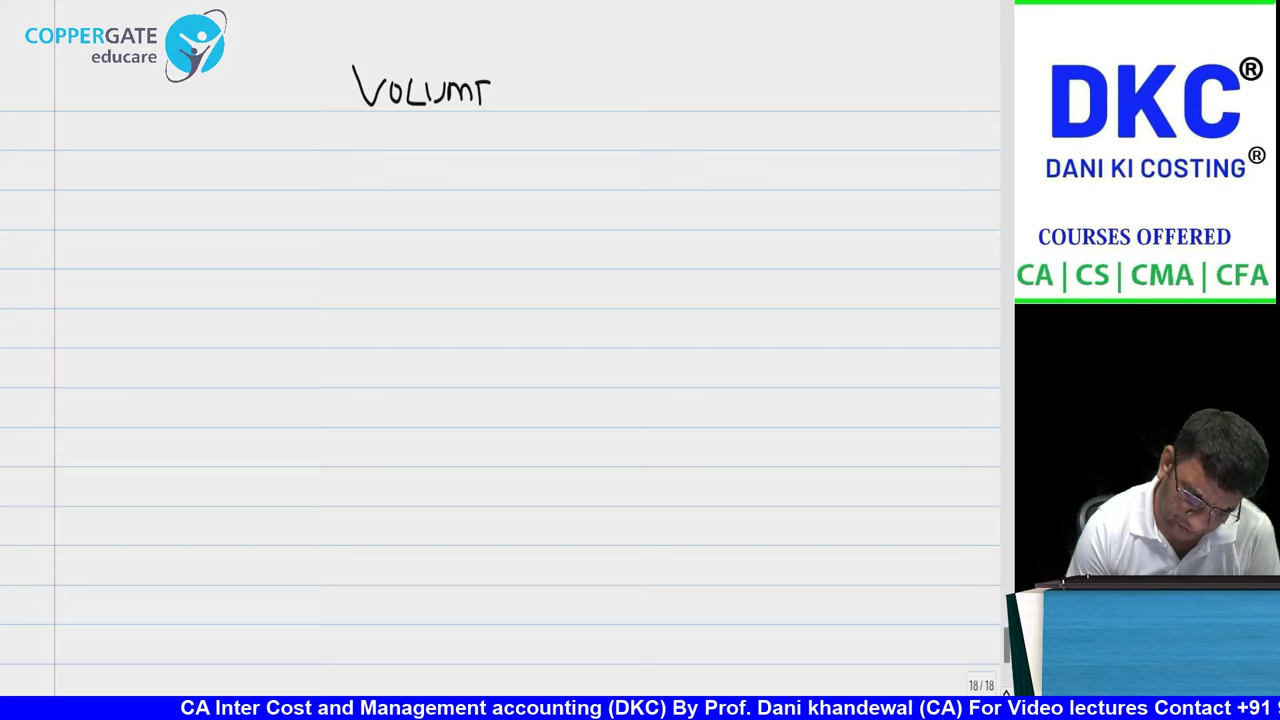 COPPERGATE
educare
VOLUM
DKC®
DANI KI COSTING®
COURSES OFFERED
CA | CS | CMA | CFA
18/18
CA Inter Cost and Management accounting (DKC) By Prof. Dani khandewal (CA) For Video lectures Contact +91